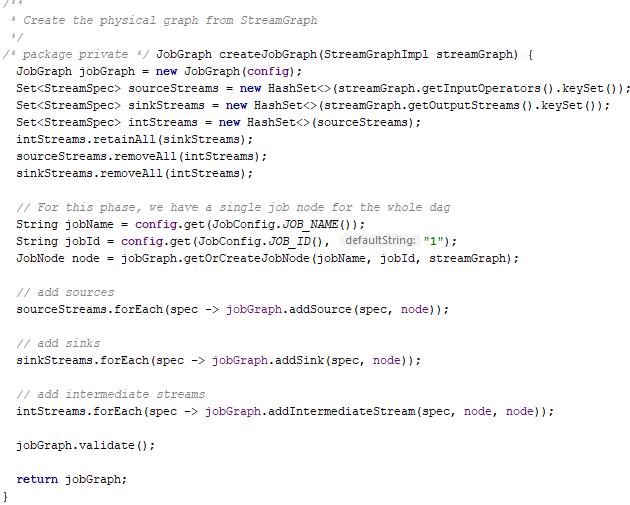 /**
 * Create the physical graph from StreamGraph
 */
/* package private */ JobGraph createJobGraph(StreamGraphImpl streamGraph) {
  JobGraph jobGraph = new JobGraph(config);
  Set<StreamSpec> sourceStreams = new HashSet<>(streamGraph.getInputOperators().keySet());
  Set<StreamSpec> sinkStreams = new HashSet<>(streamGraph.getOutputStreams().keySet());
  Set<StreamSpec> intStreams = new HashSet<>(sourceStreams);
  intStreams.retainAll(sinkStreams);
  sourceStreams.removeAll(intStreams);
  sinkStreams.removeAll(intStreams);

  // For this phase, we have a single job node for the whole dag
  String jobName = config.get(JobConfig.JOB_NAME());
  String jobId = config.get(JobConfig.JOB_ID(), defaultString: "1");
  JobNode node = jobGraph.getOrCreateJobNode(jobName, jobId, streamGraph);

  // add sources
  sourceStreams.forEach(spec -> jobGraph.addSource(spec, node));

  // add sinks
  sinkStreams.forEach(spec -> jobGraph.addSink(spec, node));

  // add intermediate streams
  intStreams.forEach(spec -> jobGraph.addIntermediateStream(spec, node, node));

  jobGraph.validate();

  return jobGraph;
}